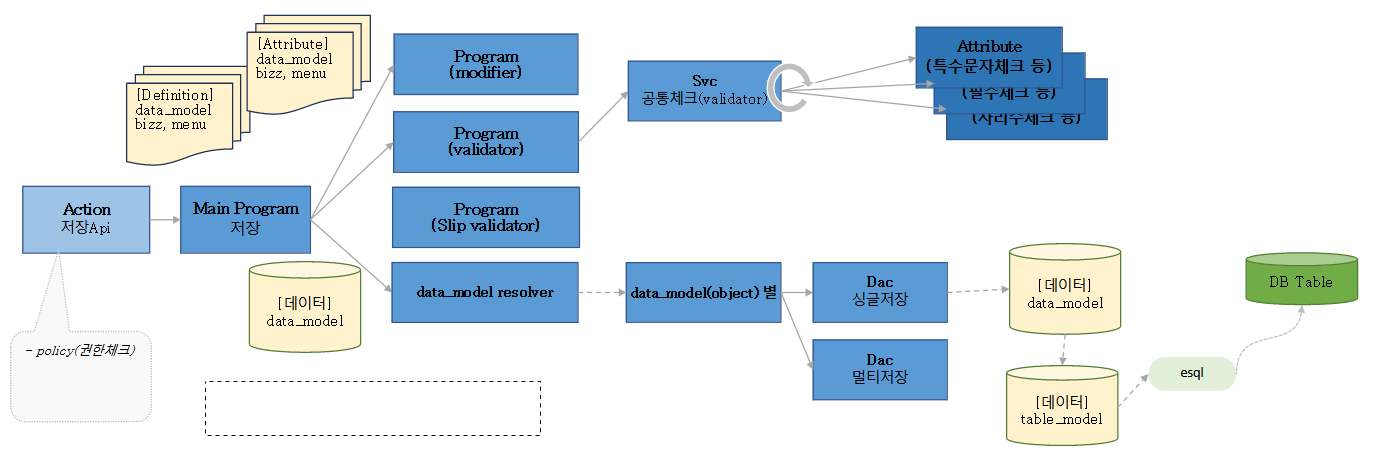 [Attribute]
data_model
bizz, menu
[Definition]
data_model
bizz, menu
Program
(modifier)
Program
(validator)
Program
(Slip validator)
data_model resolver
Svc
공통체크(validator)
Attribute
(특수문자체크 등)
(필수체크 등)
(자리수체크 등)
Action
저장Api
Main Program
저장
[데이터]
data_model
- policy(권한체크)
data_model(object) 별
Dac
싱글저장
Dac
멀티저장
[데이터]
data_model
[데이터]
table_model
esql
DB Table